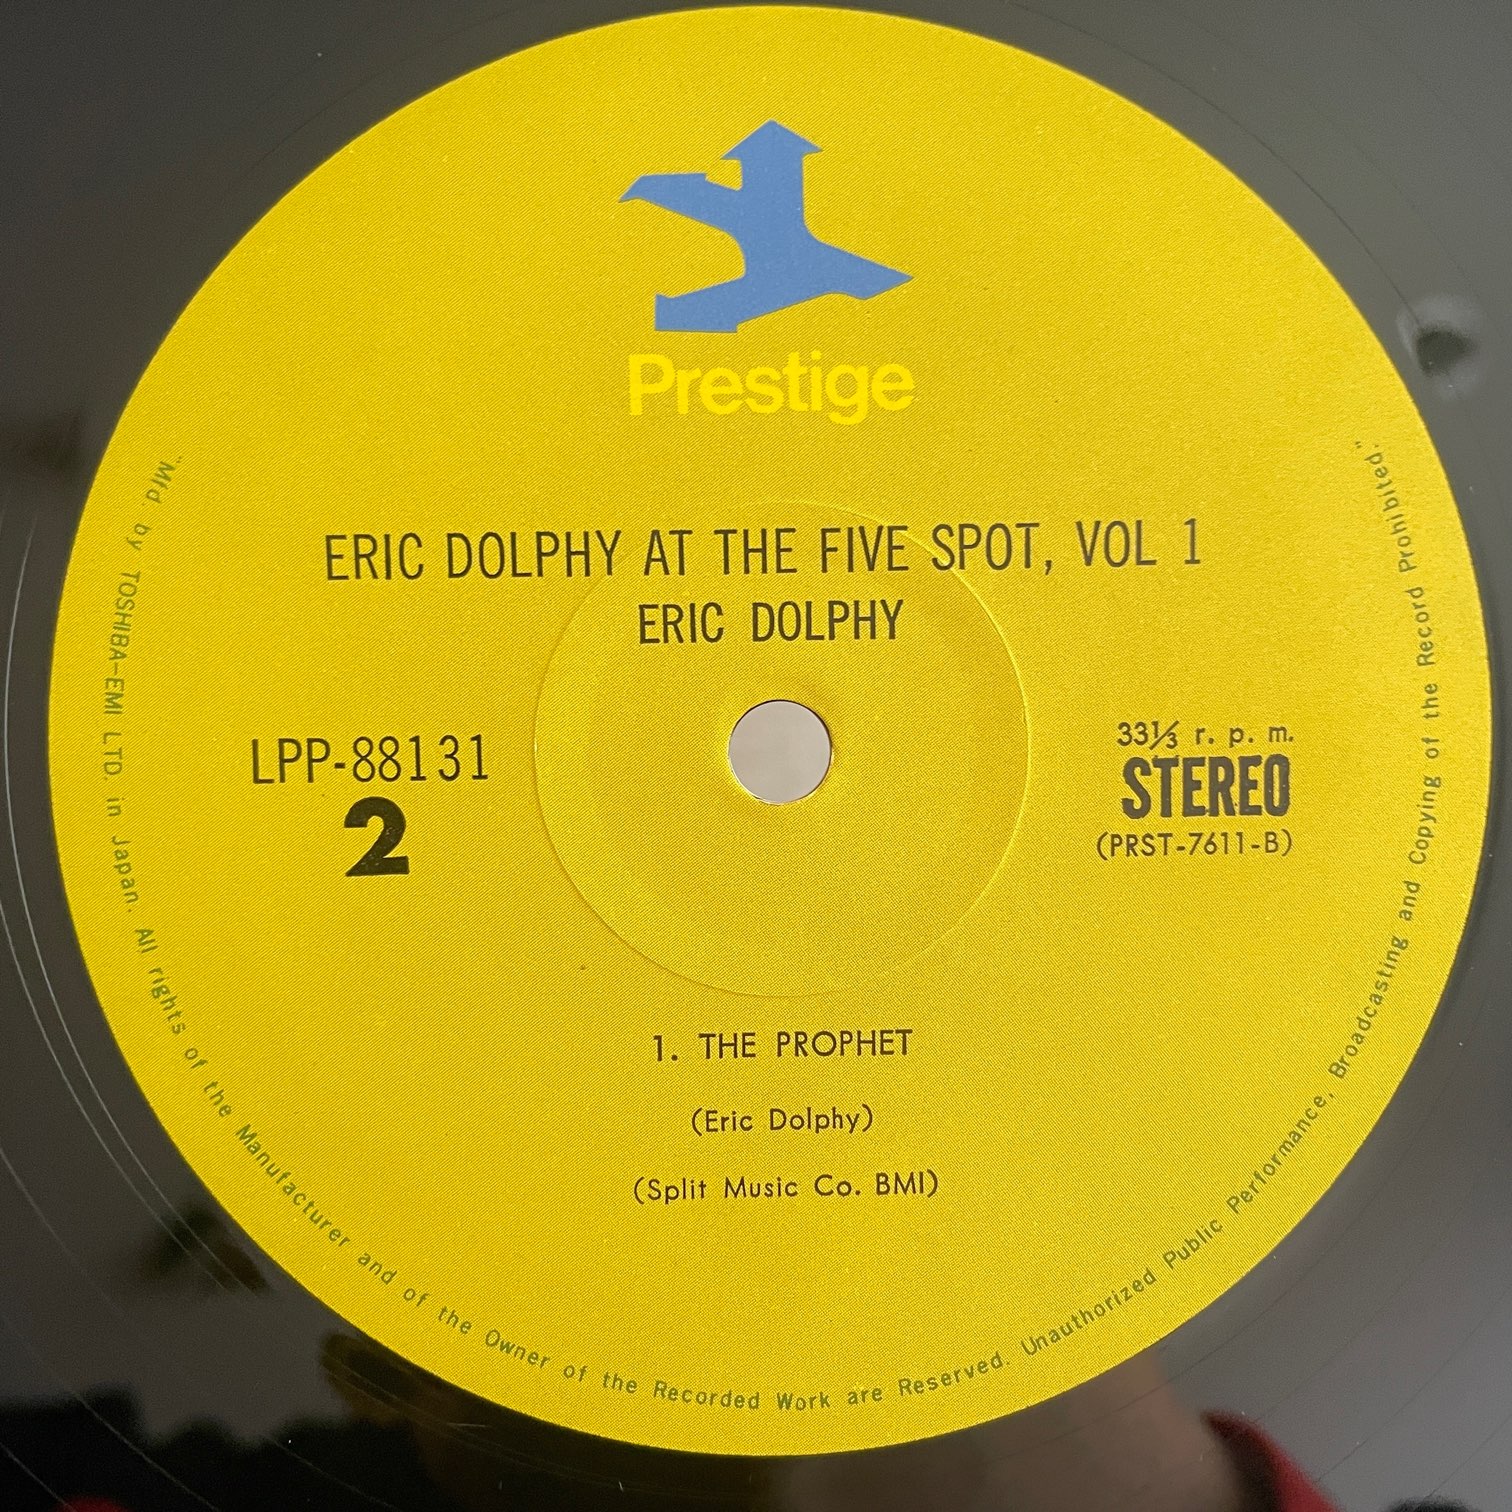 Prestige
ERIC DOLPHY AT THE FIVE SPOT, VOL 1
ERIC DOLPHY
LPP-88131
2
33⅓ r. p. m.
STEREO
(PRST-7611-B)
1. THE PROPHET
(Eric Dolphy)
(Split Music Co. BMI)
"Mfd. by TOSHIBA-EMI LTD. in Japan. All rights of the Manufacturer and of the Owner of the Recorded Work are Reserved. Unauthorized Public Performance, Broadcasting and Copying of the Record Prohibited."